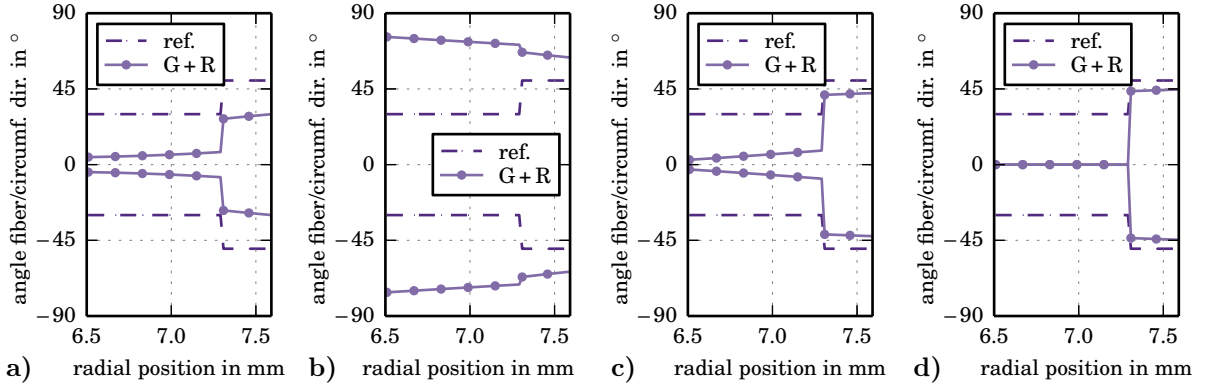 angle fiber/circumf. dir. in °
90
45
0
−45
−90
ref.
G + R
6.5 7.0 7.5
radial position in mm
a)
angle fiber/circumf. dir. in °
90
45
0
−45
−90
ref.
G + R
6.5 7.0 7.5
radial position in mm
b)
angle fiber/circumf. dir. in °
90
45
0
−45
−90
ref.
G + R
6.5 7.0 7.5
radial position in mm
c)
angle fiber/circumf. dir. in °
90
45
0
−45
−90
ref.
G + R
6.5 7.0 7.5
radial position in mm
d)